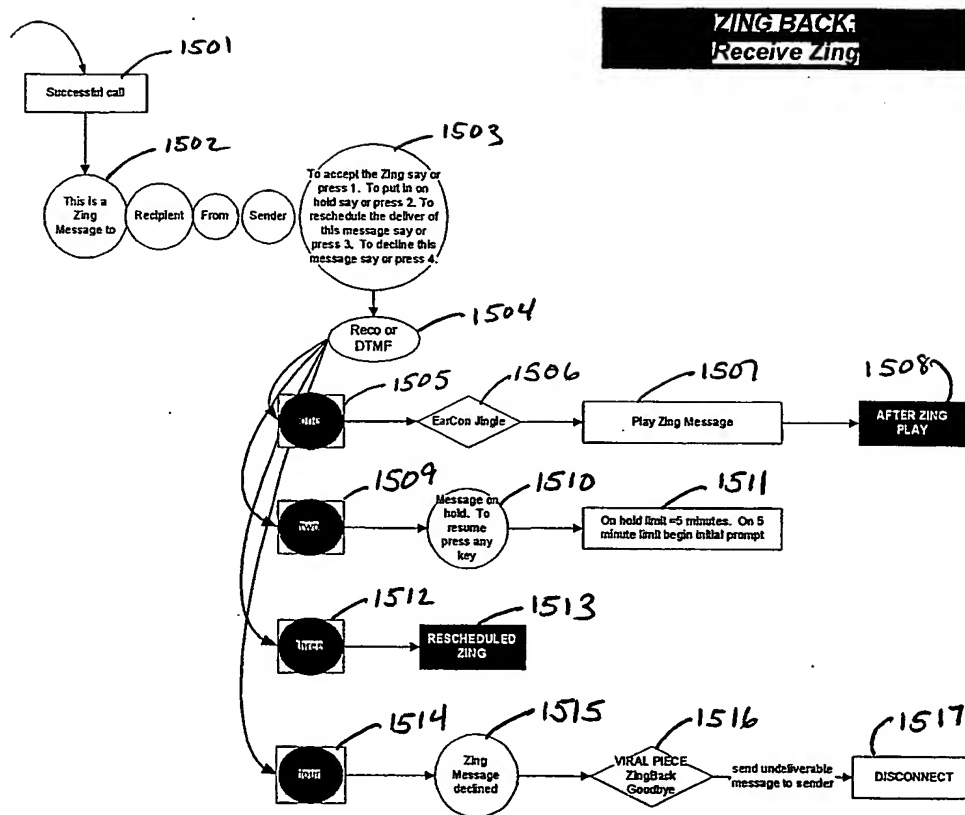 ZING BACK:
Receive Zing
1501
Successful call
1502
1503
This is a
Zing
Message to
Recipient
From
Sender
To accept the Zing say or
press 1. To put in on
hold say or press 2. To
reschedule the deliver of
this message say or
press 3. To decline this
message say or press 4.
1504
Reco or
DTMF
1505
one
1506
EarCon Jingle
1507
Play Zing Message
1508
AFTER ZING
PLAY
1509
two
1510
Message on
hold. To
resume
press any
key
1511
On hold limit =5 minutes. On 5
minute limit begin initial prompt
1512
three
1513
RESCHEDULED
ZING
1514
four
1515
Zing
Message
declined
1516
VIRAL PIECE
ZingBack
Goodbye
send undeliverable
message to sender
1517
DISCONNECT